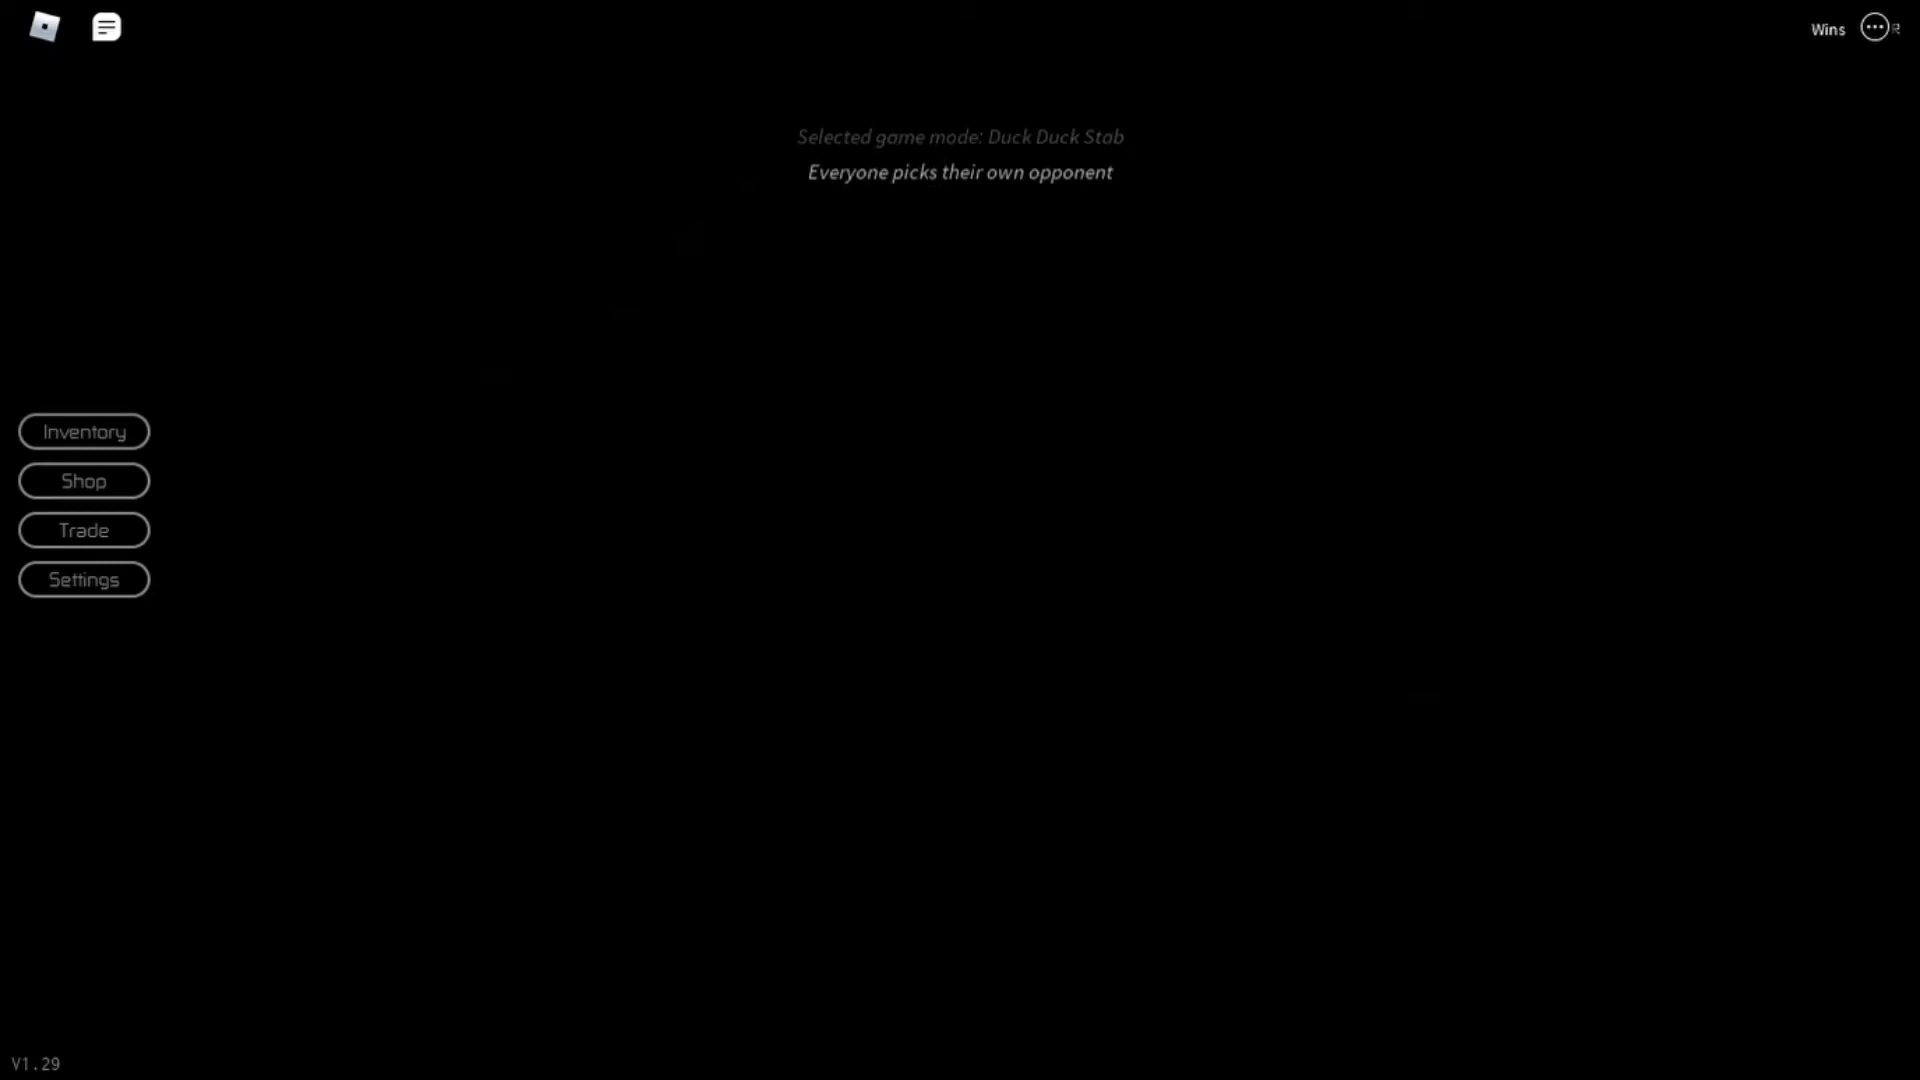 Wins
Selected game mode: Duck Duck Stab
Everyone picks their own opponent
Inventory
Shop
Trade
Settings
V1.29